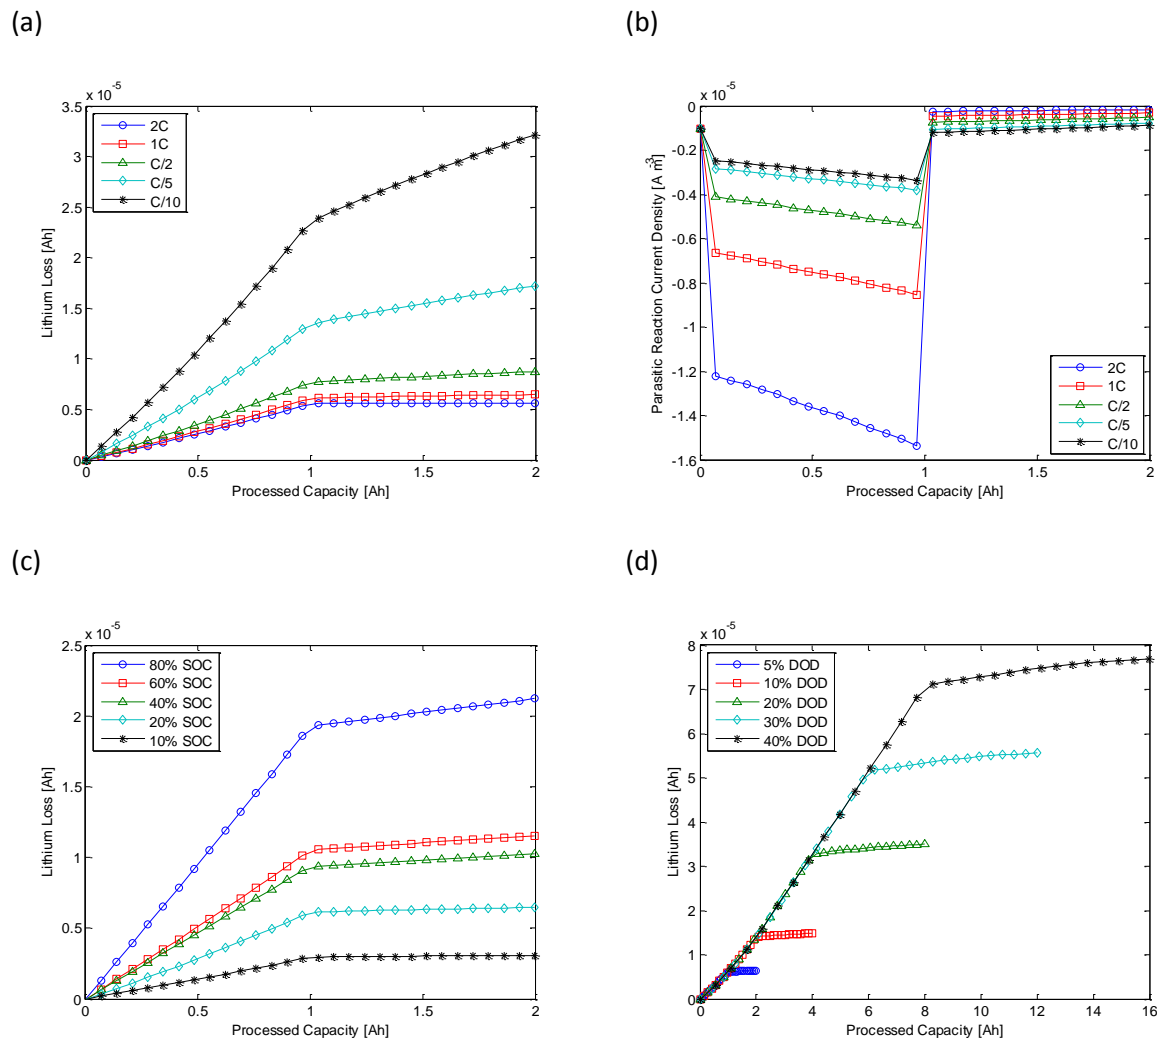 (a)
x 10^-5
3.5
3
2.5
2
1.5
1
0.5
0
Lithium Loss [Ah]
2C
1C
C/2
C/5
C/10
0 0.5 1 1.5 2
Processed Capacity [Ah]
(b)
x 10^-5
0
-0.2
-0.4
-0.6
-0.8
-1
-1.2
-1.4
-1.6
Parasitic Reaction Current Density [A m^-3]
2C
1C
C/2
C/5
C/10
0 0.5 1 1.5 2
Processed Capacity [Ah]
(c)
x 10^-5
2.5
2
1.5
1
0.5
0
Lithium Loss [Ah]
80% SOC
60% SOC
40% SOC
20% SOC
10% SOC
0 0.5 1 1.5 2
Processed Capacity [Ah]
(d)
x 10^-5
8
7
6
5
4
3
2
1
0
Lithium Loss [Ah]
5% DOD
10% DOD
20% DOD
30% DOD
40% DOD
0 2 4 6 8 10 12 14 16
Processed Capacity [Ah]